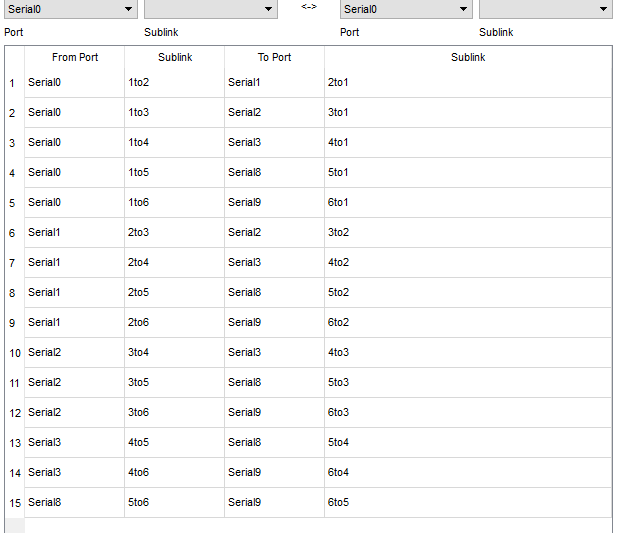 Serial0 <-> Serial0
Port Sublink Port Sublink
From Port Sublink To Port Sublink
1 Serial0 1to2 Serial1 2to1
2 Serial0 1to3 Serial2 3to1
3 Serial0 1to4 Serial3 4to1
4 Serial0 1to5 Serial8 5to1
5 Serial0 1to6 Serial9 6to1
6 Serial1 2to3 Serial2 3to2
7 Serial1 2to4 Serial3 4to2
8 Serial1 2to5 Serial8 5to2
9 Serial1 2to6 Serial9 6to2
10 Serial2 3to4 Serial3 4to3
11 Serial2 3to5 Serial8 5to3
12 Serial2 3to6 Serial9 6to3
13 Serial3 4to5 Serial8 5to4
14 Serial3 4to6 Serial9 6to4
15 Serial8 5to6 Serial9 6to5